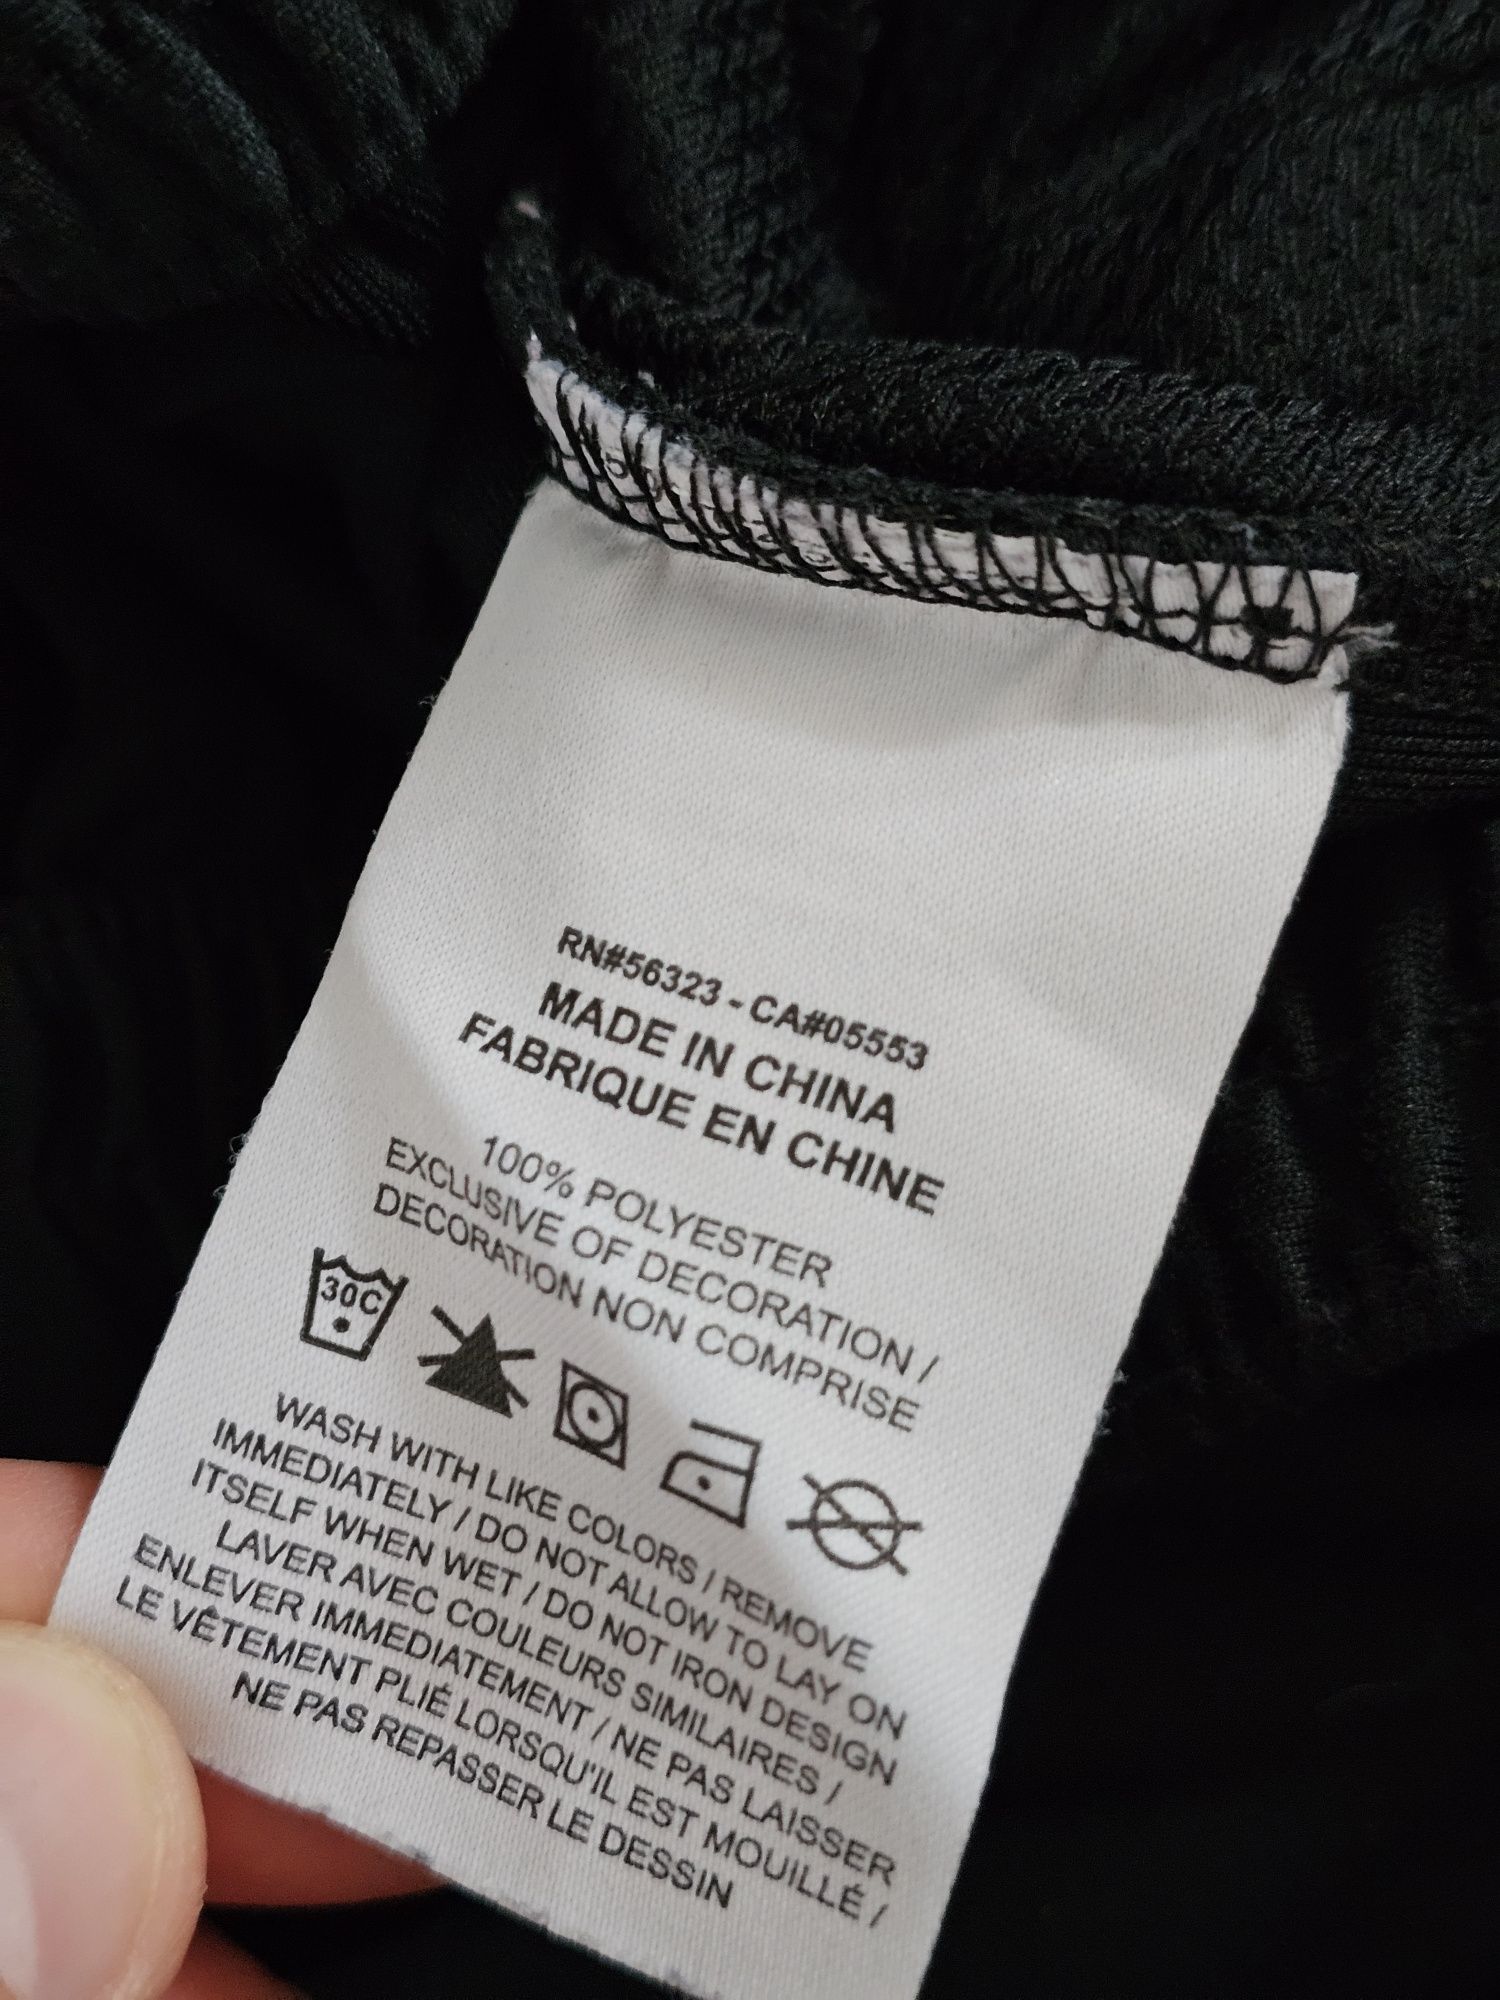 RN#56323 - CA#05553
MADE IN CHINA
FABRIQUE EN CHINE
100% POLYESTER
EXCLUSIVE OF DECORATION /
DECORATION NON COMPRISE
30C
WASH WITH LIKE COLORS / REMOVE
IMMEDIATELY / DO NOT ALLOW TO LAY ON
ITSELF WHEN WET / DO NOT IRON DESIGN
LAVER AVEC COULEURS SIMILAIRES /
ENLEVER IMMEDIATEMENT / NE PAS LAISSER
LE VÊTEMENT PLIÉ LORSQU'IL EST MOUILLÉ /
NE PAS REPASSER LE DESSIN